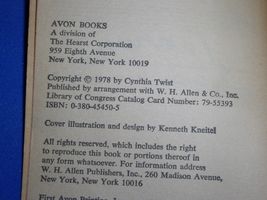 AVON BOOKS
A division of
The Hearst Corporation
959 Eighth Avenue
New York, New York 10019
Copyright © 1978 by Cynthia Twist
Published by arrangement with W. H. Allen & Co., Inc.
Library of Congress Catalog Card Number: 79-55393
ISBN: 0-380-45450-5
Cover illustration and design by Kenneth Kneitel
All rights reserved, which includes the right
to reproduce this book or portions thereof in
any form whatsoever. For information address
W. H. Allen Publishers, Inc., 260 Madison Avenue,
New York, New York 10016
First Avon Printing,